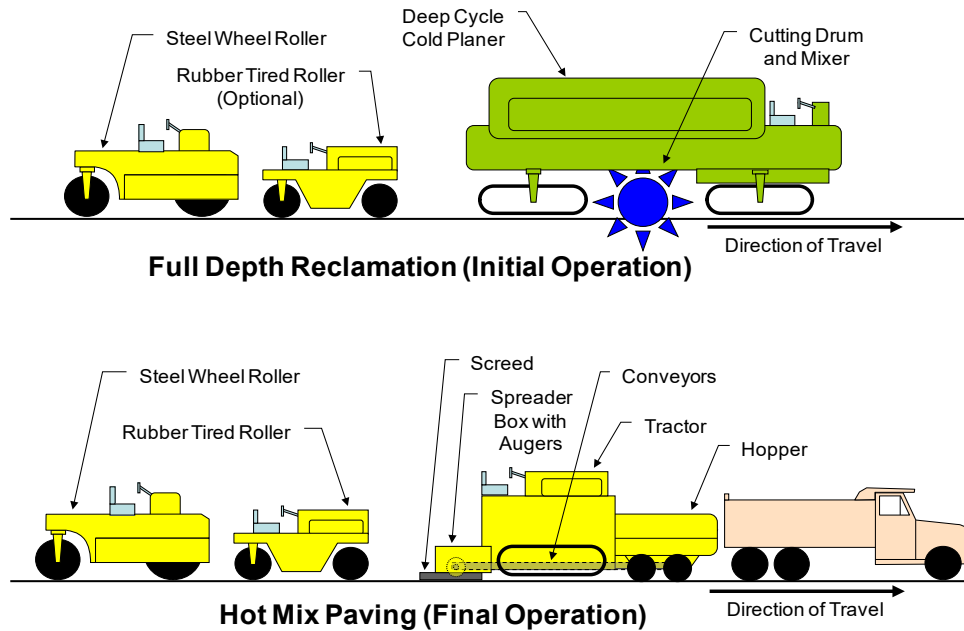 Deep Cycle
Cold Planer
Steel Wheel Roller
Cutting Drum
and Mixer
Rubber Tired Roller
(Optional)
Direction of Travel
Full Depth Reclamation (Initial Operation)
Screed
Conveyors
Steel Wheel Roller
Spreader
Box with
Augers
Tractor
Rubber Tired Roller
Hopper
Direction of Travel
Hot Mix Paving (Final Operation)